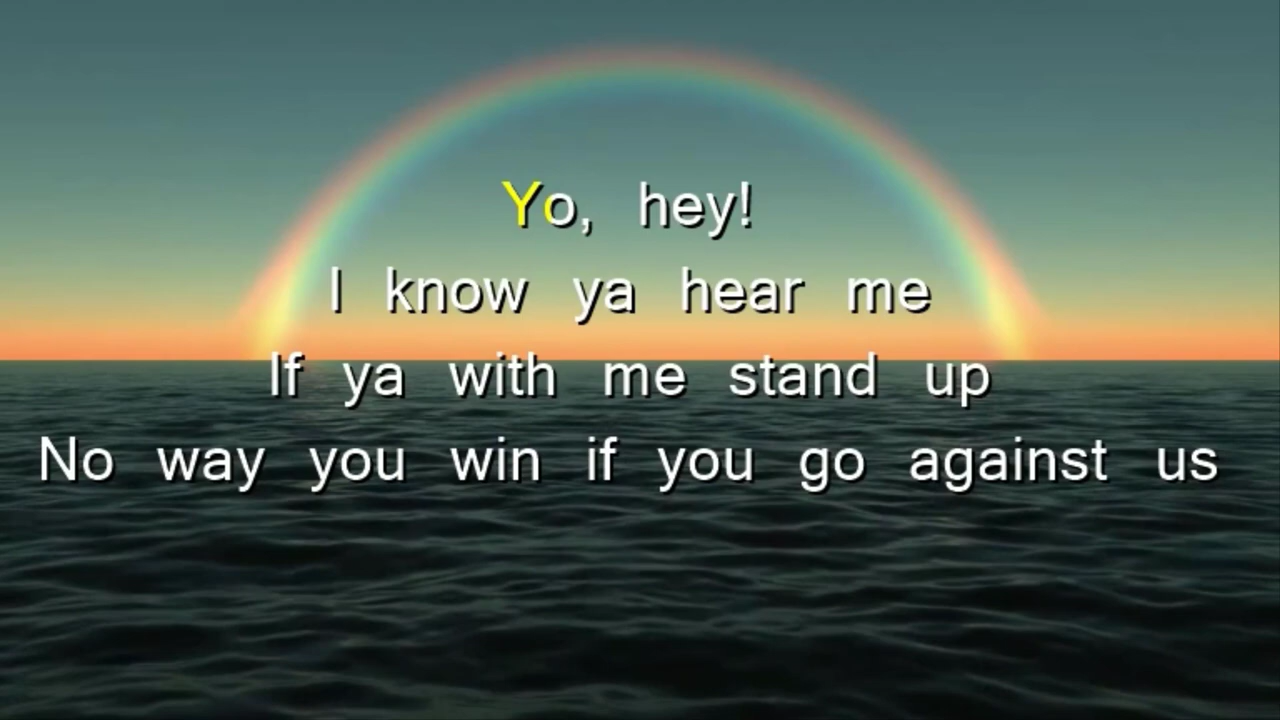 Yo, hey!
I know ya hear me
If ya with me stand up
No way you win if you go against us